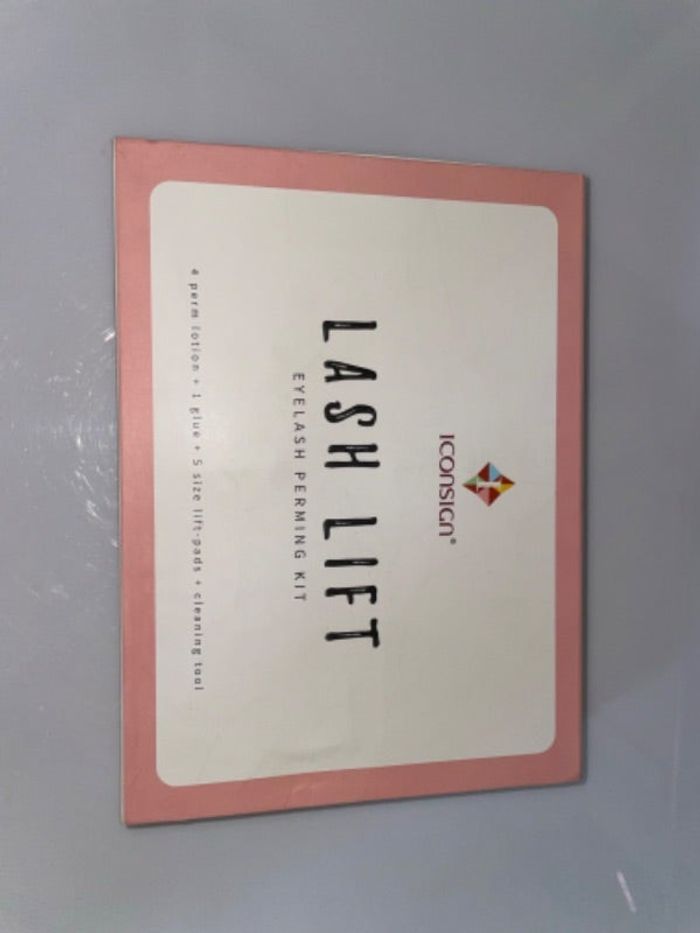 ICONSIGN®
LASH LIFT
EYELASH PERMING KIT
4 perm lotion + 1 glue + 5 size lift-pads + cleaning tool